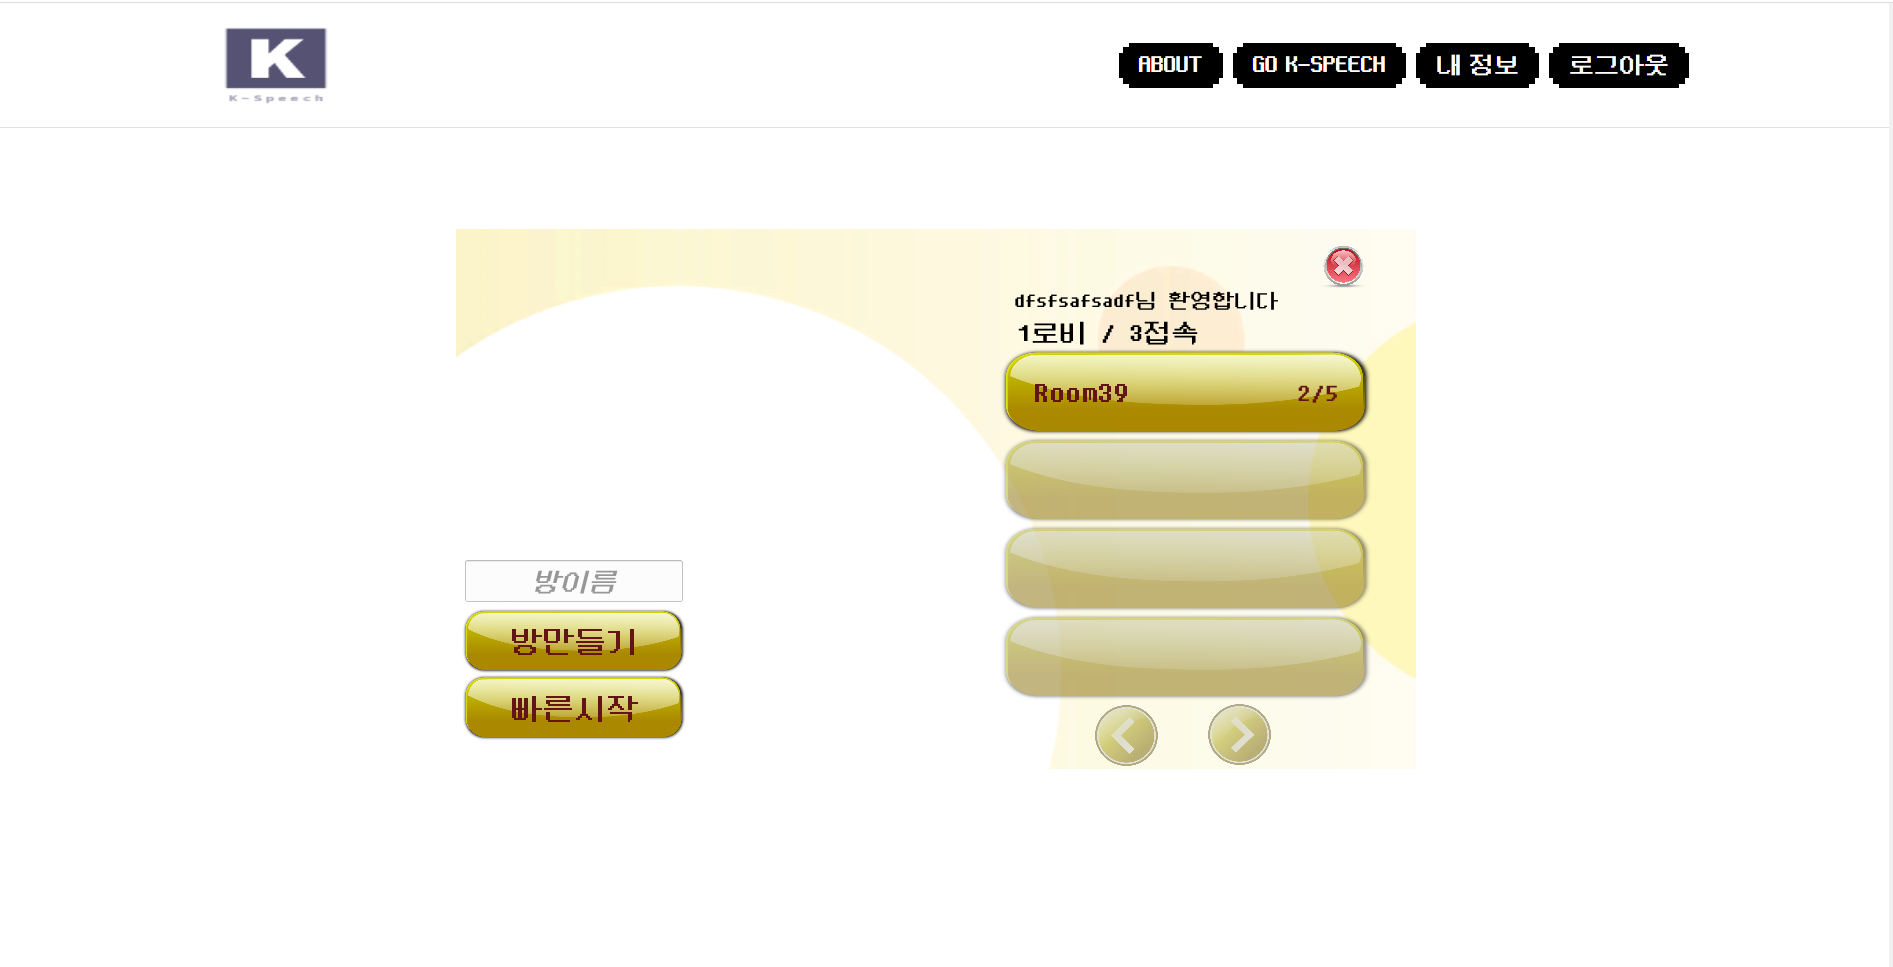 K
K-Speech
ABOUT
GO K-SPEECH
내 정보
로그아웃
dfsfsafsadf님 환영합니다
1로비 / 3접속
Room39 2/5
방이름
방만들기
빠른시작